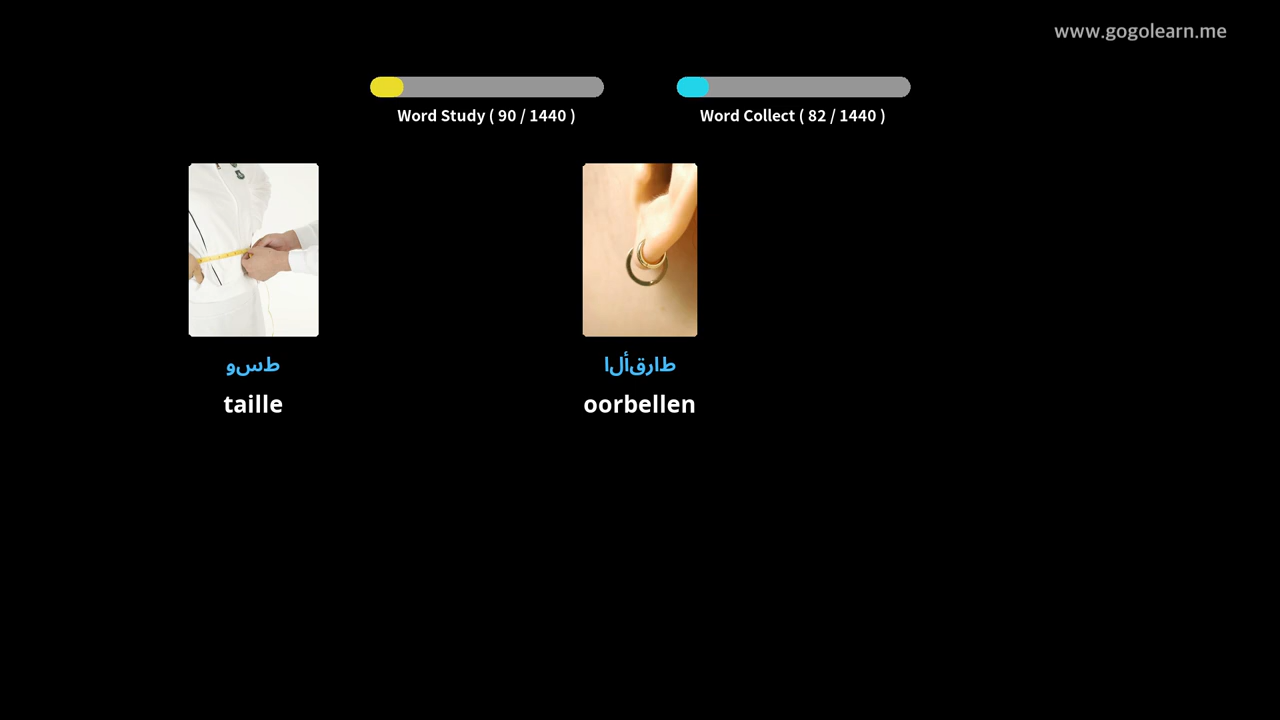 www.gogolearn.me
Word Study ( 90 / 1440 )
Word Collect ( 82 / 1440 )
طسو
taille
طارقألا
oorbellen